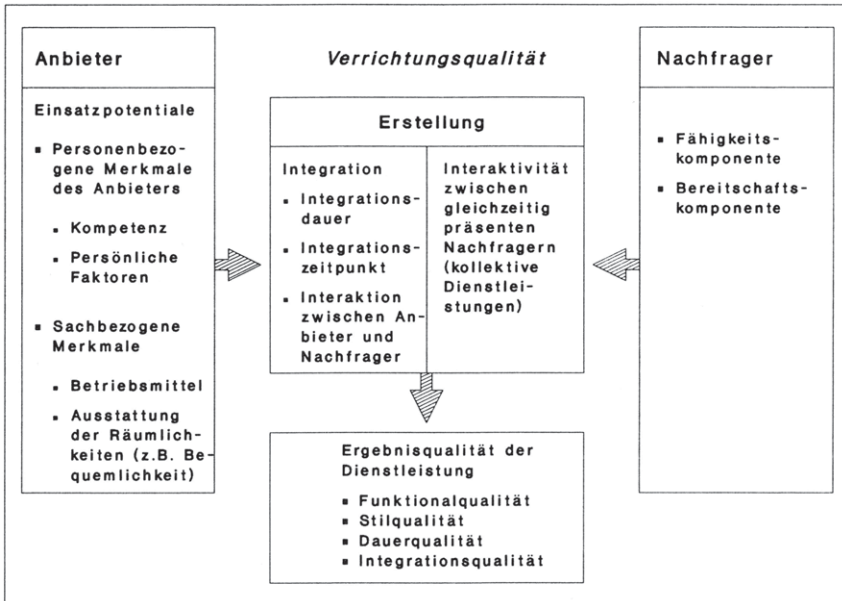 Anbieter
Einsatzpotentiale
▪ Personenbezo-
gene Merkmale
des Anbieters
▪ Kompetenz
▪ Persönliche
Faktoren
▪ Sachbezogene
Merkmale
▪ Betriebsmittel
▪ Ausstattung
der Räumlich-
keiten (z.B. Be-
quemlichkeit)
Verrichtungsqualität
Erstellung
Integration
▪ Integrations-
dauer
▪ Integrations-
zeitpunkt
▪ Interaktion
zwischen An-
bieter und
Nachfrager
Interaktivität
zwischen
gleichzeitig
präsenten
Nachfragern
(kollektive
Dienstlei-
stungen)
Ergebnisqualität der
Dienstleistung
▪ Funktionalqualität
▪ Stilqualität
▪ Dauerqualität
▪ Integrationsqualität
Nachfrager
▪ Fähigkeits-
komponente
▪ Bereitschafts-
komponente